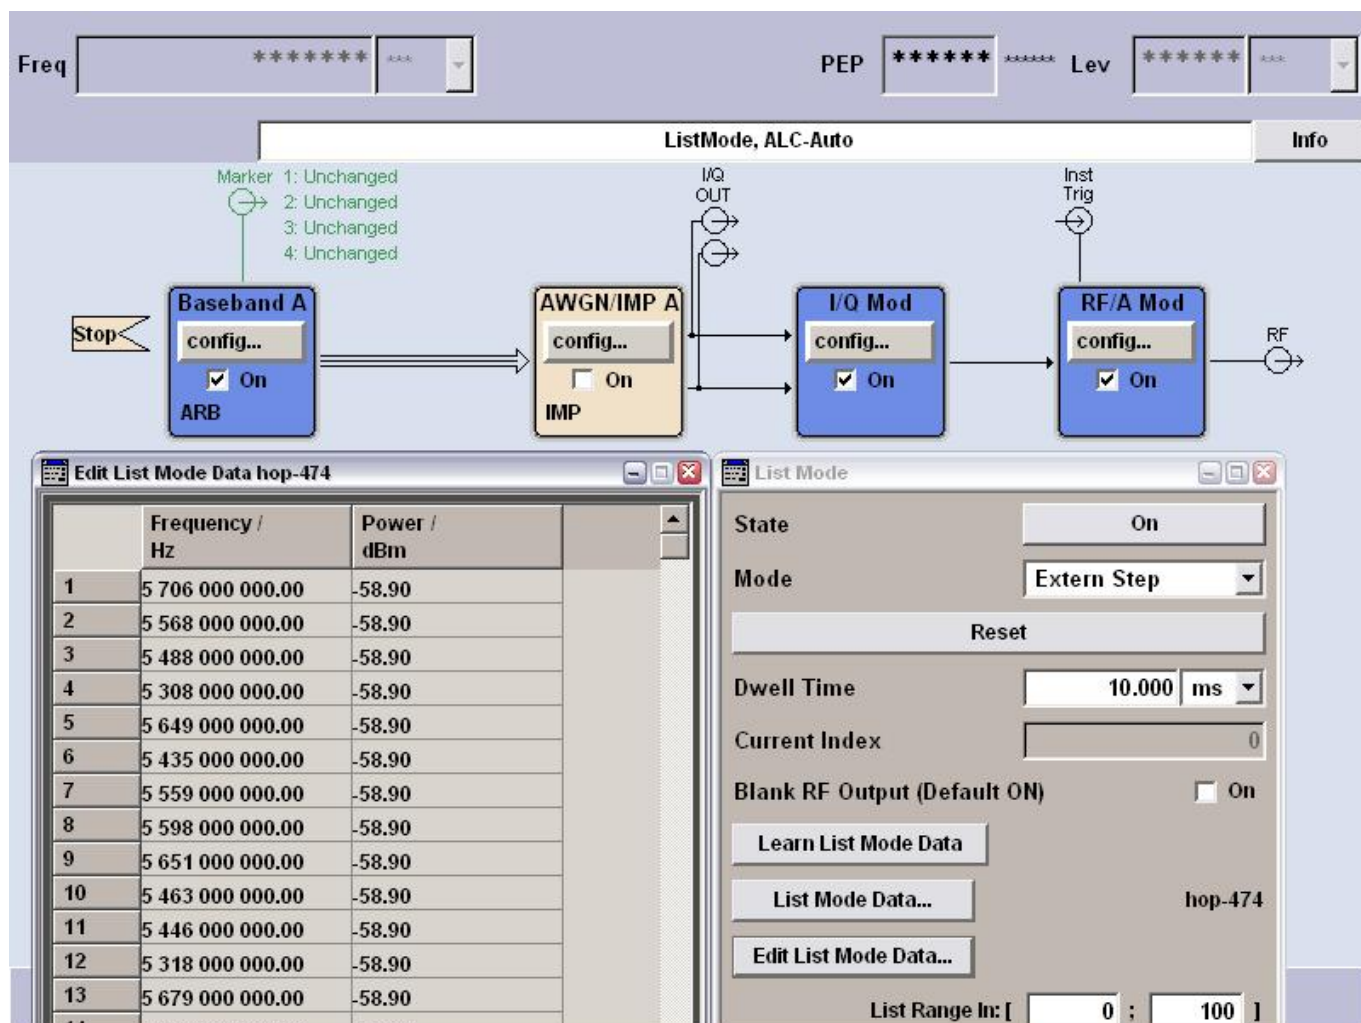 Freq ******* *** PEP ****** ****** Lev ****** ***
ListMode, ALC-Auto Info
Marker 1: Unchanged
2: Unchanged
3: Unchanged
4: Unchanged
I/Q
OUT
Inst
Trig
Stop
Baseband A
config...
On
ARB
AWGN/IMP A
config...
On
IMP
I/Q Mod
config...
On
RF/A Mod
config...
On
RF
Edit List Mode Data hop-474
Frequency / Power /
Hz dBm
1 5 706 000 000.00 -58.90
2 5 568 000 000.00 -58.90
3 5 488 000 000.00 -58.90
4 5 308 000 000.00 -58.90
5 5 649 000 000.00 -58.90
6 5 435 000 000.00 -58.90
7 5 559 000 000.00 -58.90
8 5 598 000 000.00 -58.90
9 5 651 000 000.00 -58.90
10 5 463 000 000.00 -58.90
11 5 446 000 000.00 -58.90
12 5 318 000 000.00 -58.90
13 5 679 000 000.00 -58.90
List Mode
State On
Mode Extern Step
Reset
Dwell Time 10.000 ms
Current Index 0
Blank RF Output (Default ON) On
Learn List Mode Data
List Mode Data... hop-474
Edit List Mode Data...
List Range In: [ 0 ; 100 ]